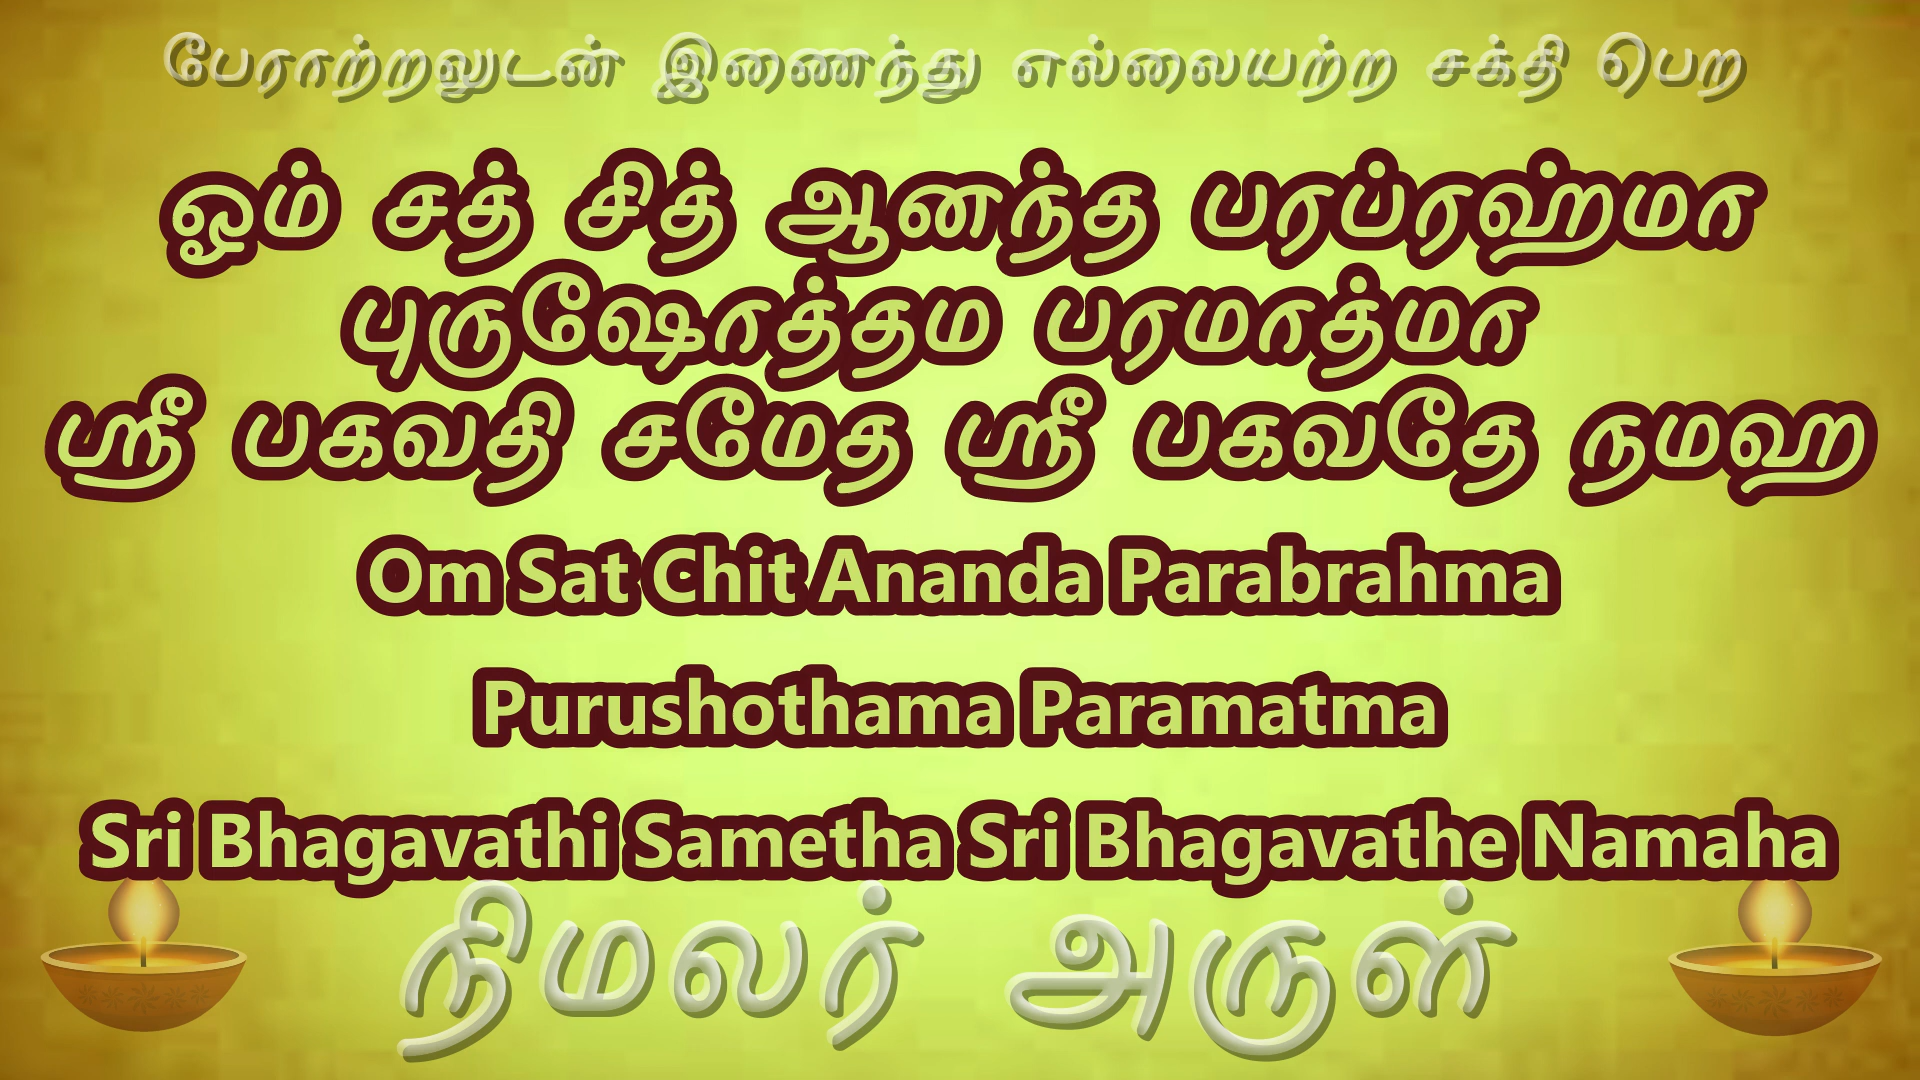 பேராற்றலுடன் இணைந்து எல்லையற்ற சக்தி பெற
ஓம் சத் சித் ஆனந்த பரப்ரஹ்மா
புருஷோத்தம பரமாத்மா
ஸ்ரீ பகவதி சமேத ஸ்ரீ பகவதே நமஹ
Om Sat Chit Ananda Parabrahma
Purushothama Paramatma
Sri Bhagavathi Sametha Sri Bhagavathe Namaha
நிமலர் அருள்